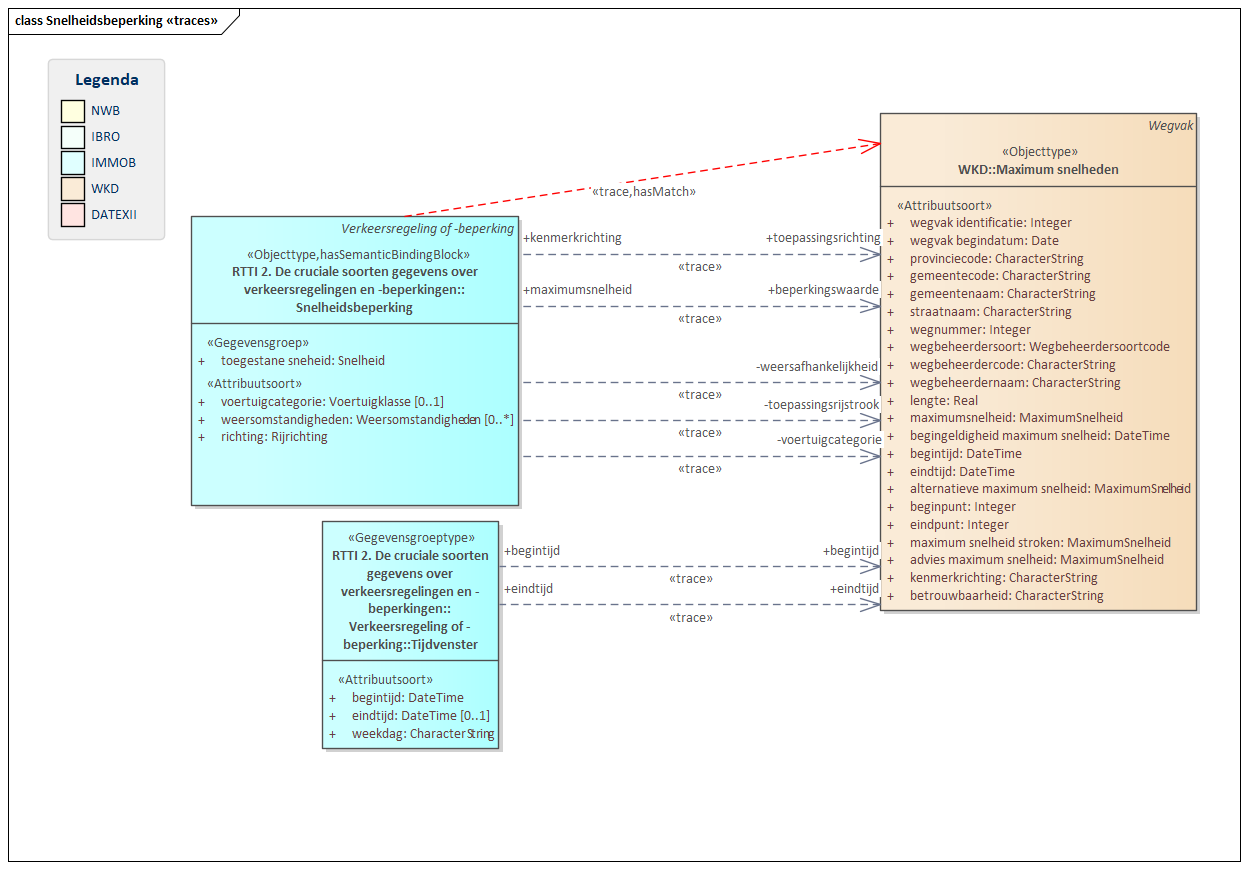 class Snelheidsbeperking «traces»
Legenda
NWB
IBRO
IMMOB
WKD
DATEXII
Verkeersregeling of -beperking
«Objecttype,hasSemanticBindingBlock»
RTTI 2. De cruciale soorten gegevens over
verkeersregelingen en -beperkingen::
Snelheidsbeperking
«Gegevensgroep»
+ toegestane sneheid: Snelheid
«Attribuutsoort»
+ voertuigcategorie: Voertuigklasse [0..1]
+ weersomstandigheden: Weersomstandigheden [0..*]
+ richting: Rijrichting
«Gegevensgroeptype»
RTTI 2. De cruciale soorten
gegevens over
verkeersregelingen en -
beperkingen::
Verkeersregeling of -
beperking::Tijdvenster
«Attribuutsoort»
+ begintijd: DateTime
+ eindtijd: DateTime [0..1]
+ weekdag: CharacterString
«trace,hasMatch»
+kenmerkrichting +toepassingsrichting
«trace»
+maximumsnelheid +beperkingswaarde
«trace»
-weersafhankelijkheid
«trace»
-toepassingsrijstrook
«trace»
-voertuigcategorie
«trace»
+begintijd +begintijd
«trace»
+eindtijd +eindtijd
«trace»
Wegvak
«Objecttype»
WKD::Maximum snelheden
«Attribuutsoort»
+ wegvak identificatie: Integer
+ wegvak begindatum: Date
+ provinciecode: CharacterString
+ gemeentecode: CharacterString
+ gemeentenaam: CharacterString
+ straatnaam: CharacterString
+ wegnummer: Integer
+ wegbeheerdersoort: Wegbeheerdersoortcode
+ wegbeheerdercode: CharacterString
+ wegbeheerdernaam: CharacterString
+ lengte: Real
+ maximumsnelheid: MaximumSnelheid
+ begingeldigheid maximum snelheid: DateTime
+ begintijd: DateTime
+ eindtijd: DateTime
+ alternatieve maximum snelheid: MaximumSnelheid
+ beginpunt: Integer
+ eindpunt: Integer
+ maximum snelheid stroken: MaximumSnelheid
+ advies maximum snelheid: MaximumSnelheid
+ kenmerkrichting: CharacterString
+ betrouwbaarheid: CharacterString